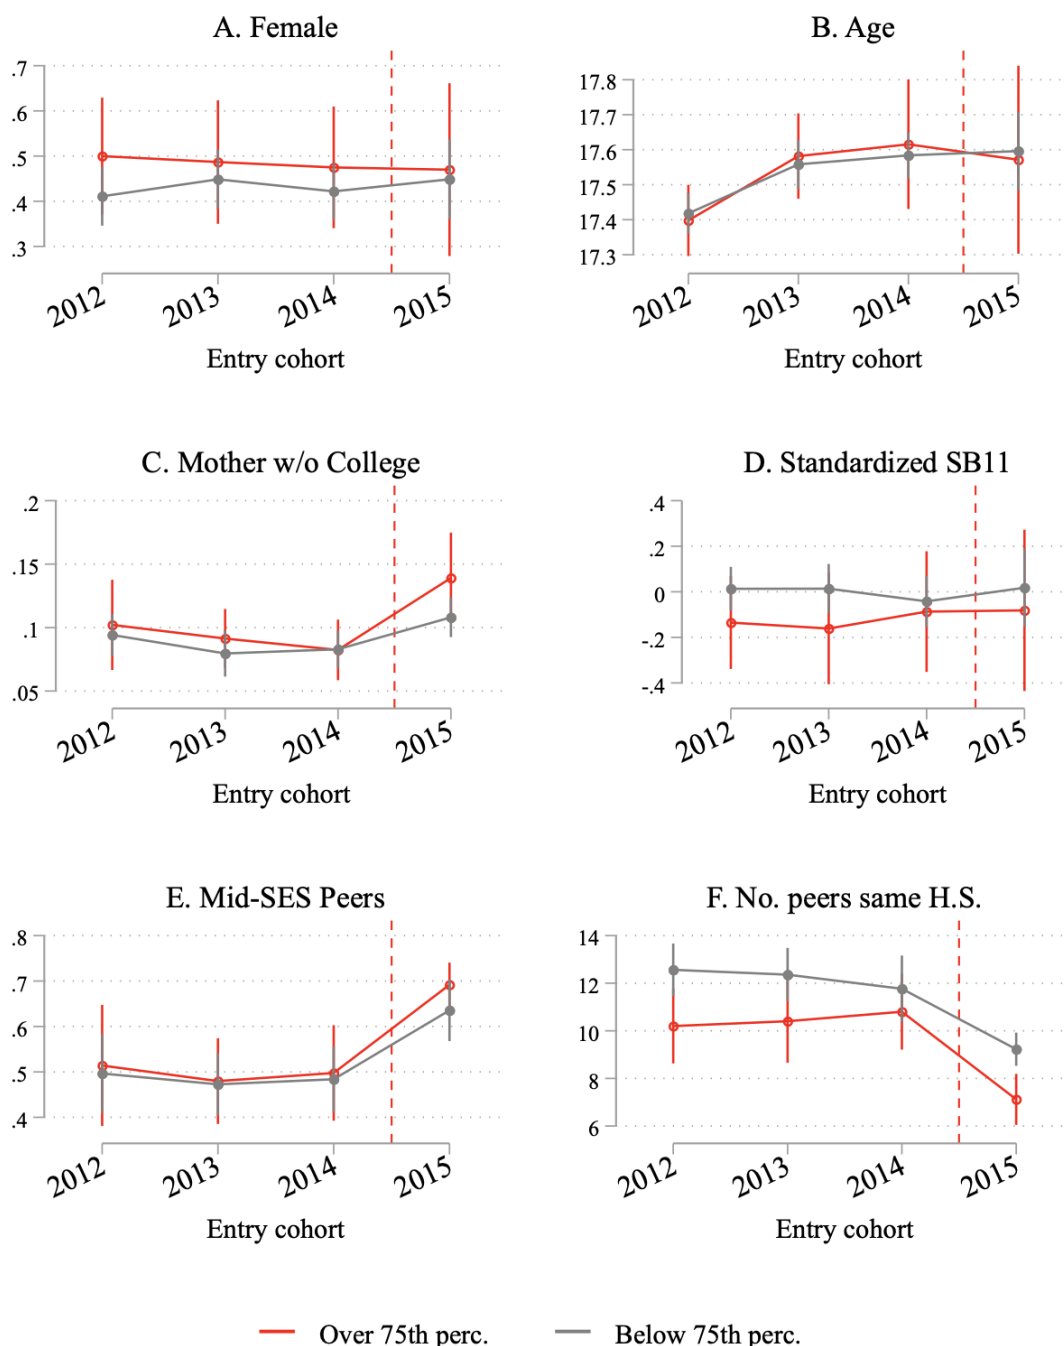 A. Female
.7
.6
.5
.4
.3
2012 2013 2014 2015
Entry cohort
B. Age
17.8
17.7
17.6
17.5
17.4
17.3
2012 2013 2014 2015
Entry cohort
C. Mother w/o College
.2
.15
.1
.05
2012 2013 2014 2015
Entry cohort
D. Standardized SB11
.4
.2
0
-.2
-.4
2012 2013 2014 2015
Entry cohort
E. Mid-SES Peers
.8
.7
.6
.5
.4
2012 2013 2014 2015
Entry cohort
F. No. peers same H.S.
14
12
10
8
6
2012 2013 2014 2015
Entry cohort
Over 75th perc. Below 75th perc.